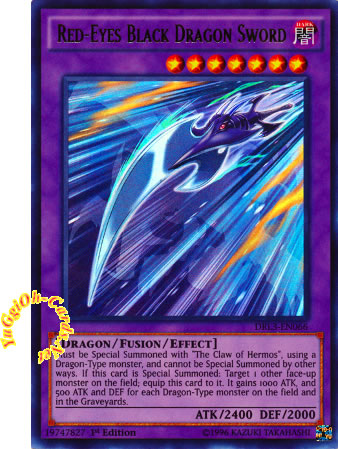 RED-EYES BLACK DRAGON SWORD
DARK
闇
YuGiOh-Cardshop
DRL3-EN066
[DRAGON/FUSION/EFFECT]
Must be Special Summoned with "The Claw of Hermos", using a
Dragon-Type monster, and cannot be Special Summoned by other
ways. If this card is Special Summoned: Target 1 other face-up
monster on the field; equip this card to it. It gains 1000 ATK, and
500 ATK and DEF for each Dragon-Type monster on the field and
in the Graveyards.
ATK/2400 DEF/2000
19747827 1st Edition
©1996 KAZUKI TAKAHASHI